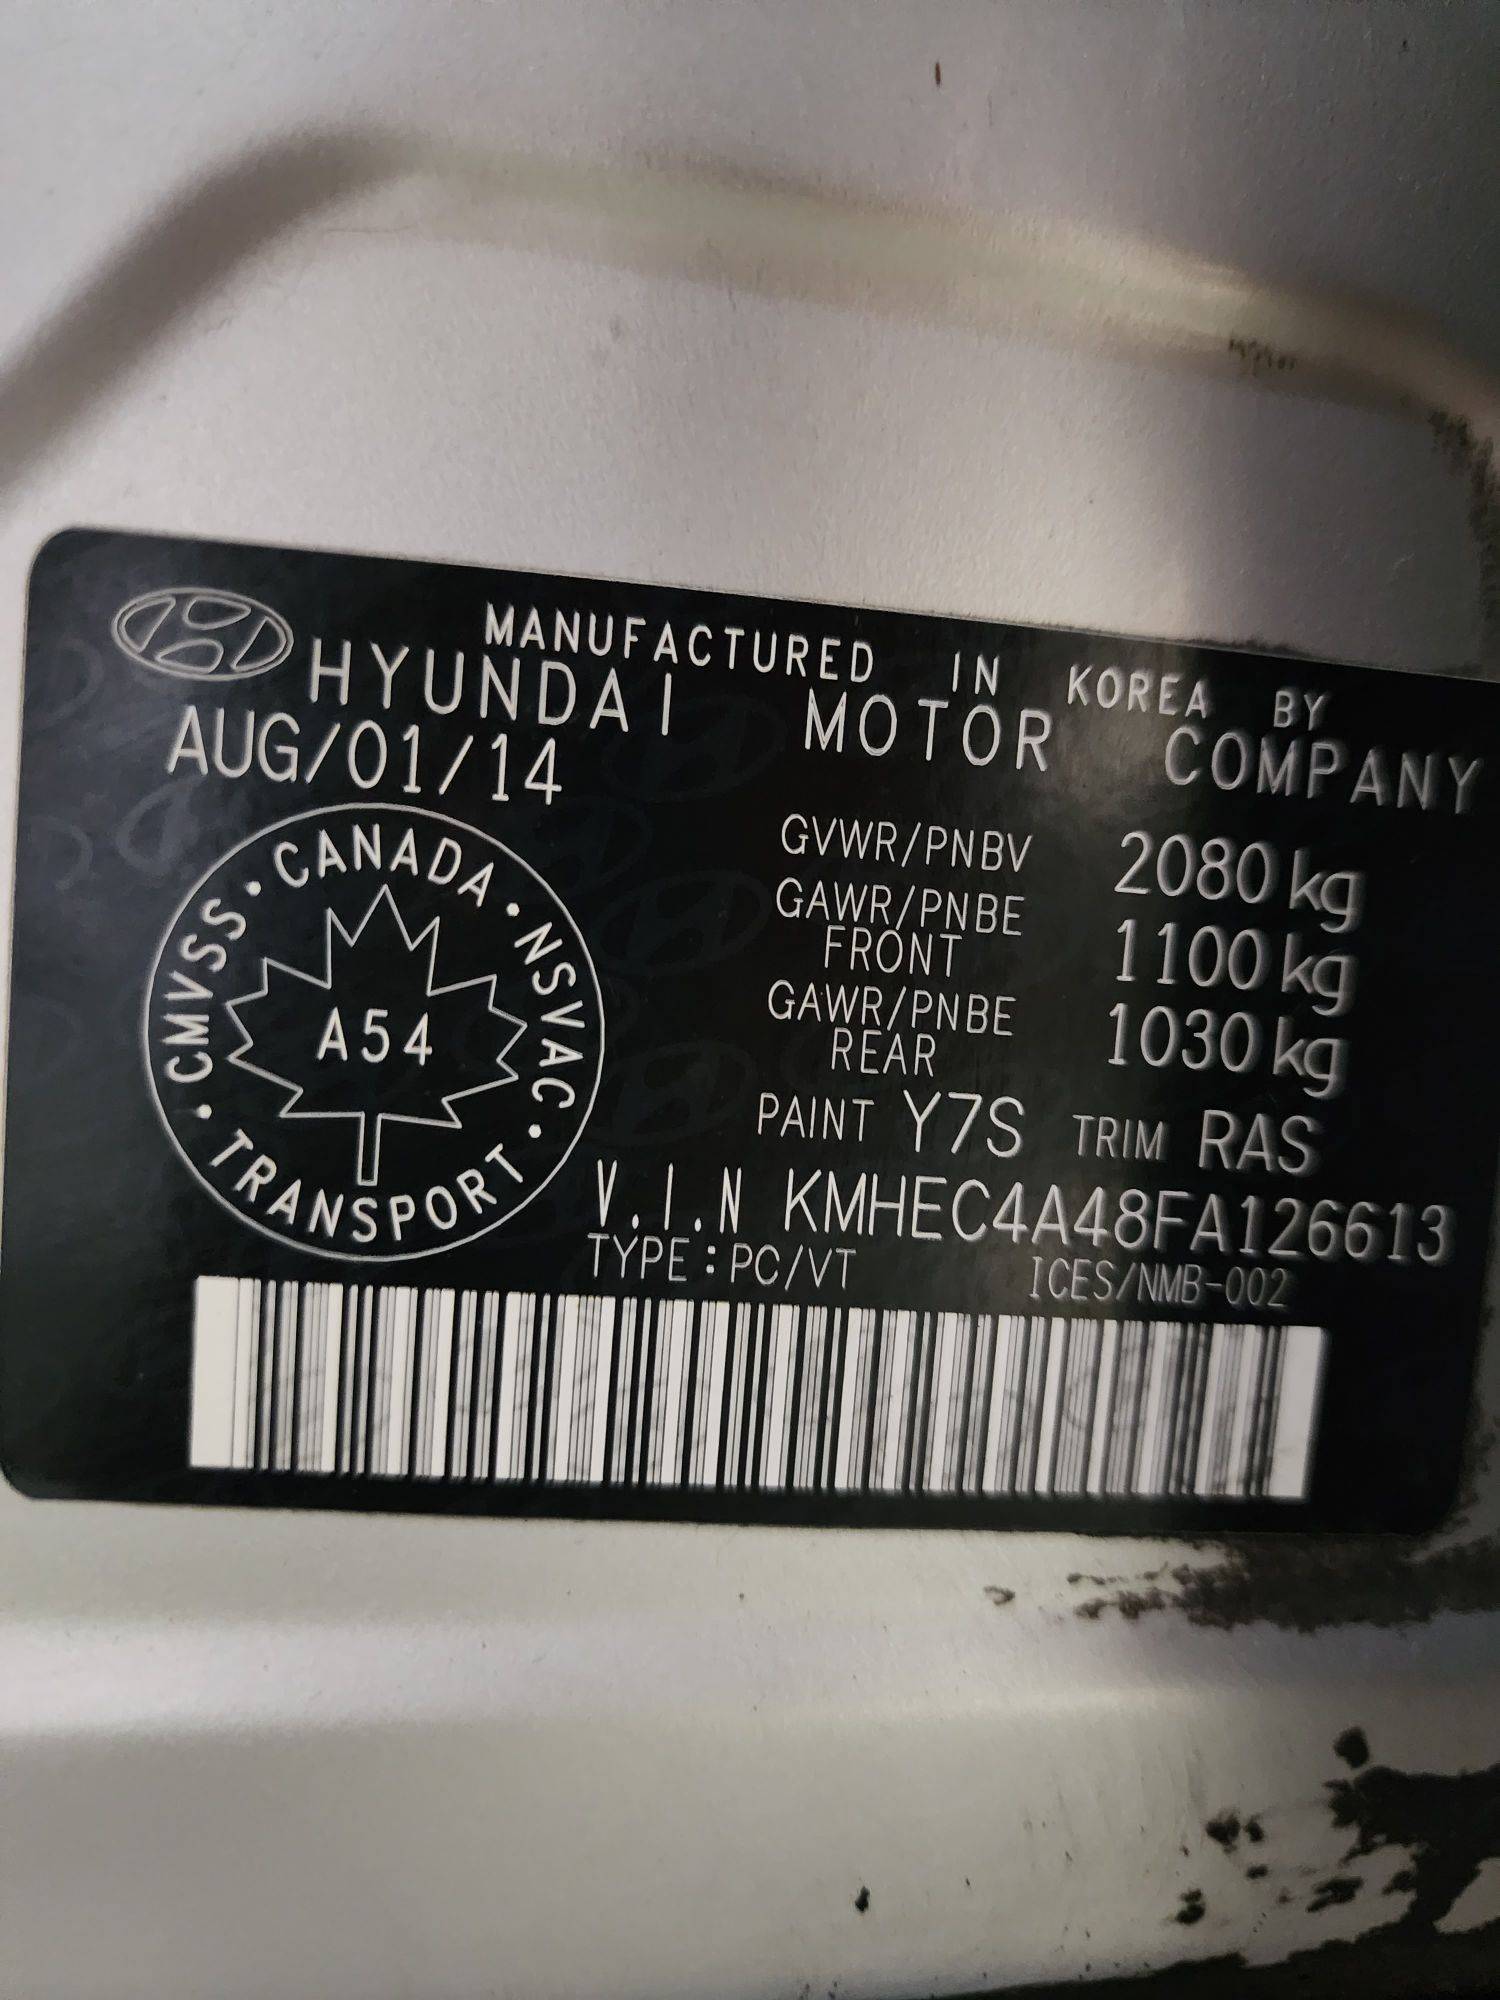 MANUFACTURED IN KOREA BY
HYUNDAI MOTOR COMPANY
AUG/01/14
CMVSS · CANADA · NSVAC · TRANSPORT ·
A54
GVWR/PNBV 2080 kg
GAWR/PNBE FRONT 1100 kg
GAWR/PNBE REAR 1030 kg
PAINT Y7S TRIM RAS
V.I.N KMHEC4A48FA126613
TYPE : PC/VT ICES/NMB-002